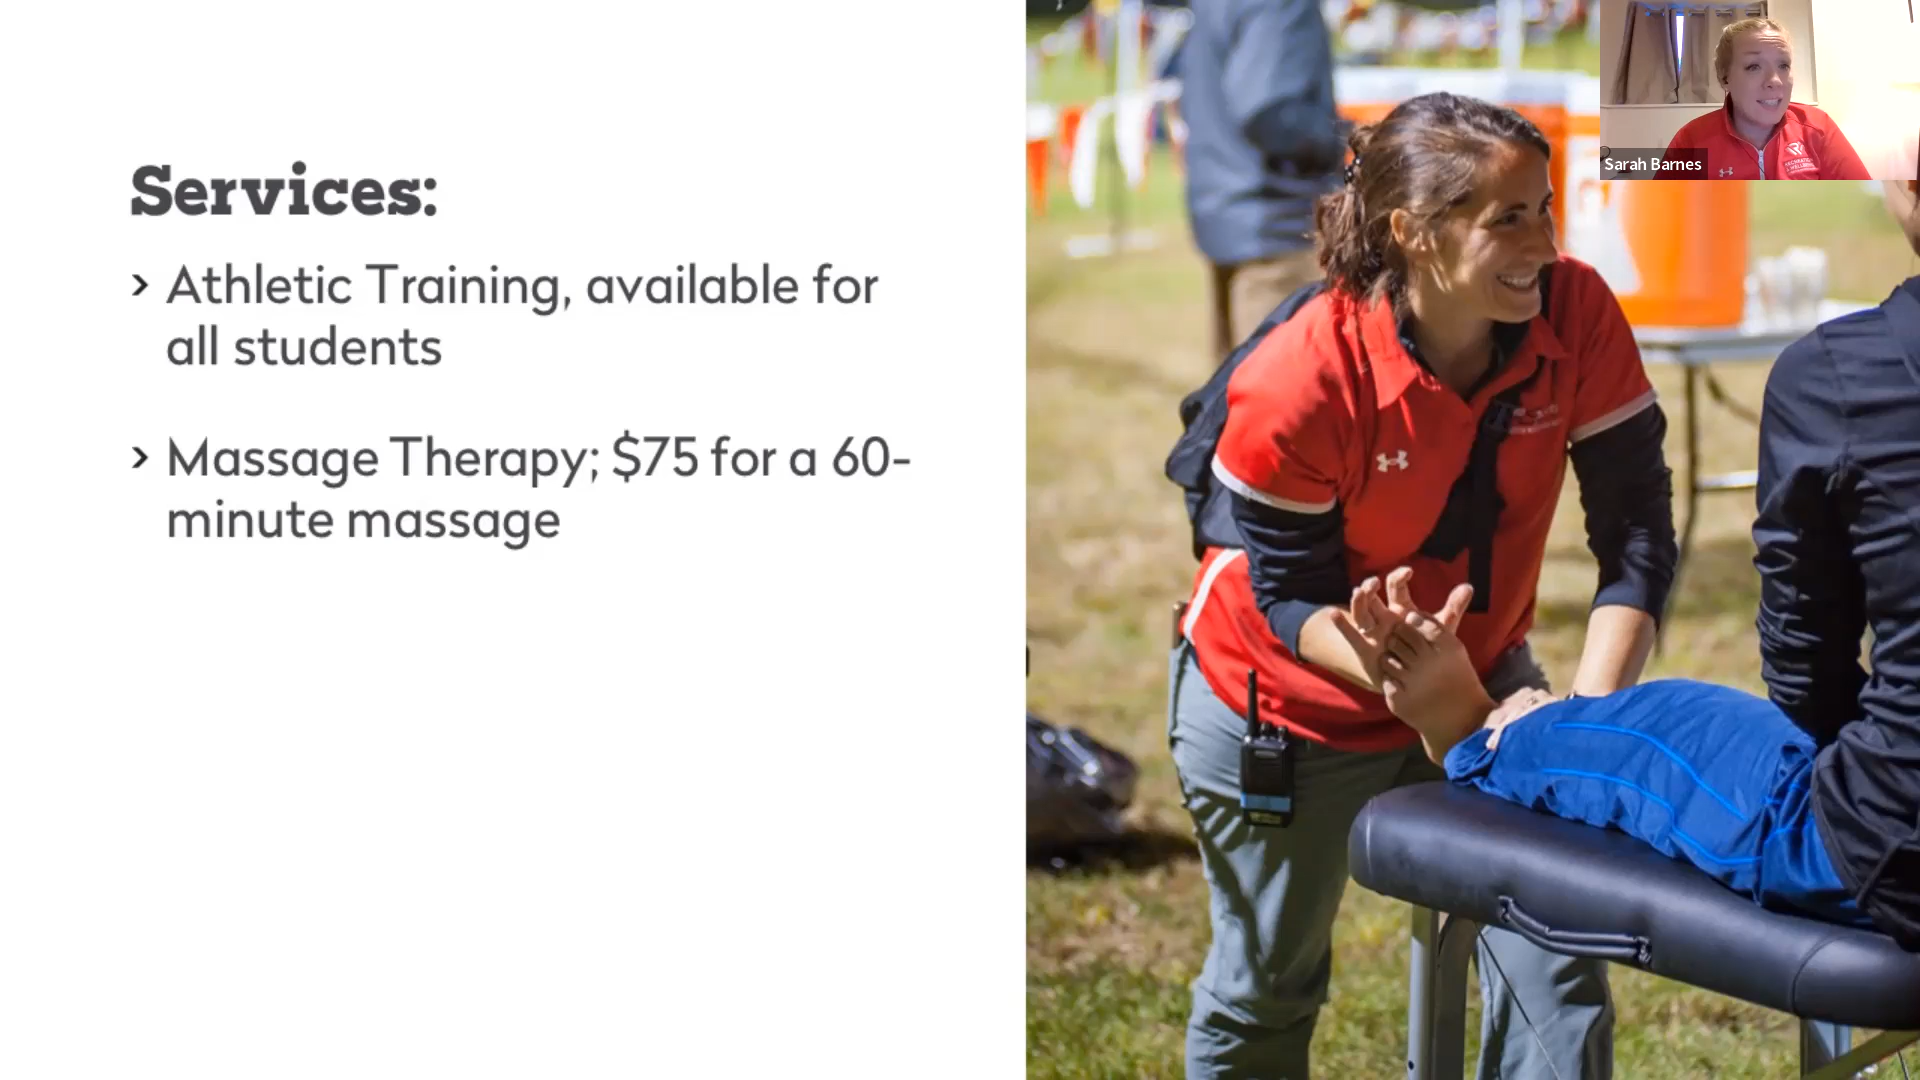 Services:
› Athletic Training, available for
all students
› Massage Therapy; $75 for a 60-
minute massage
Sarah Barnes